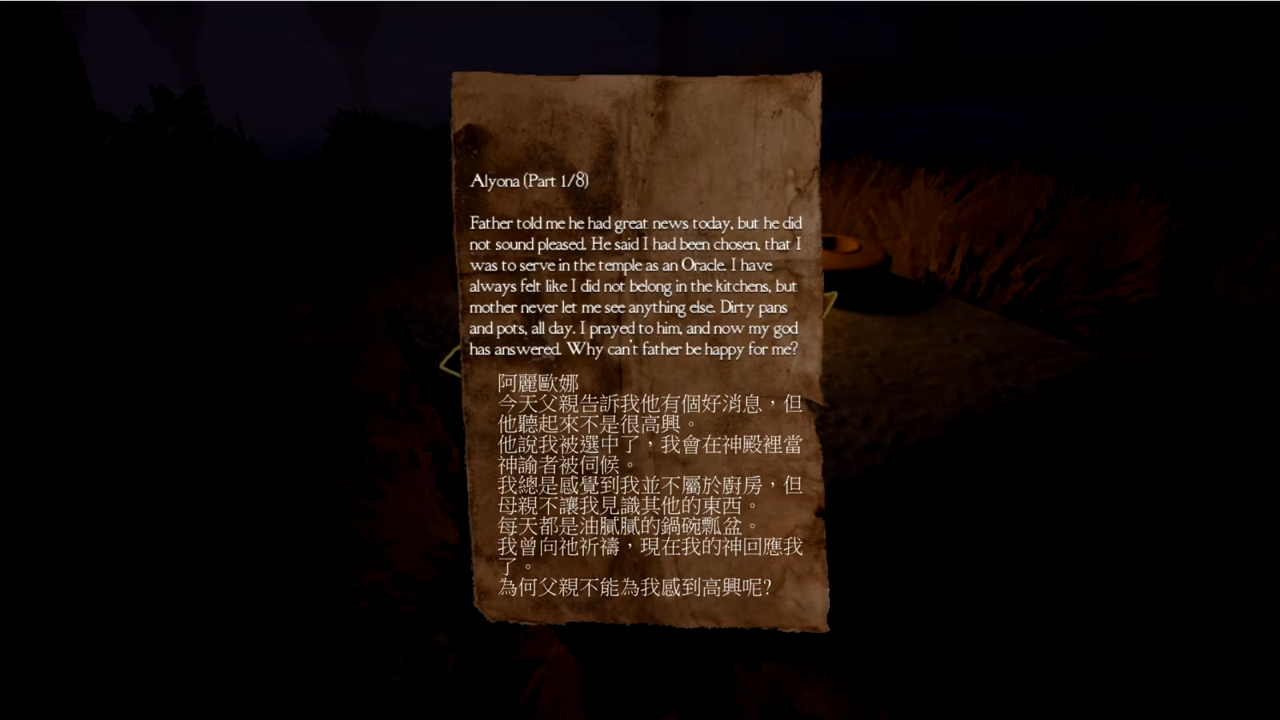 Alyona (Part 1/8)
Father told me he had great news today, but he did
not sound pleased. He said I had been chosen, that I
was to serve in the temple as an Oracle. I have
always felt like I did not belong in the kitchens, but
mother never let me see anything else. Dirty pans
and pots, all day. I prayed to him, and now my god
has answered. Why can't father be happy for me?
阿麗歐娜
今天父親告訴我他有個好消息，但
他聽起來不是很高興。
他說我被選中了，我會在神殿裡當
神諭者被伺候。
我總是感覺到我並不屬於廚房，但
母親不讓我見識其他的東西。
每天都是油膩膩的鍋碗瓢盆。
我曾向祂祈禱，現在我的神回應我
了。
為何父親不能為我感到高興呢?